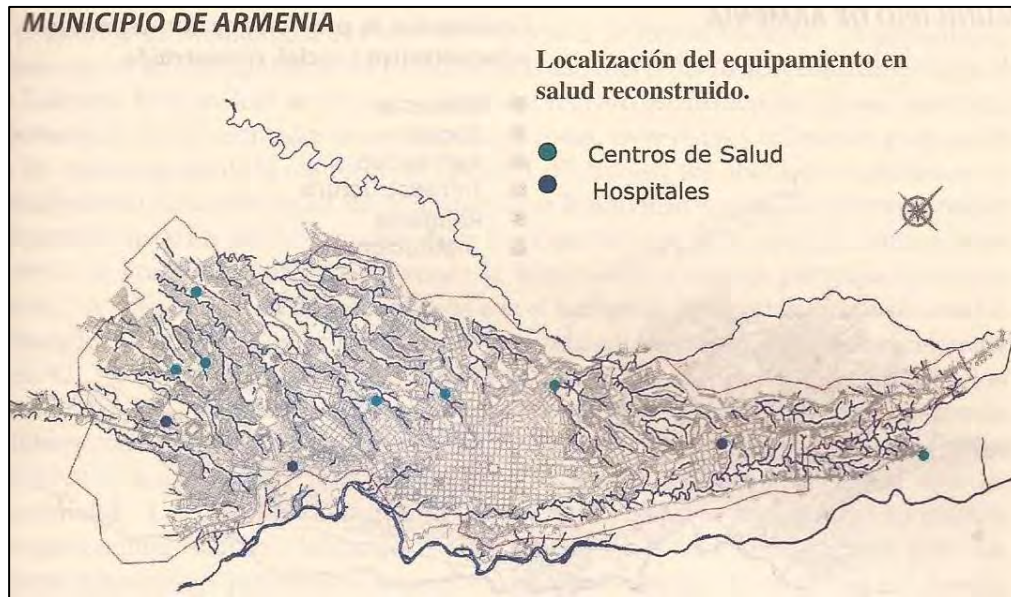 MUNICIPIO DE ARMENIA
Localización del equipamiento en
salud reconstruido.
Centros de Salud
Hospitales